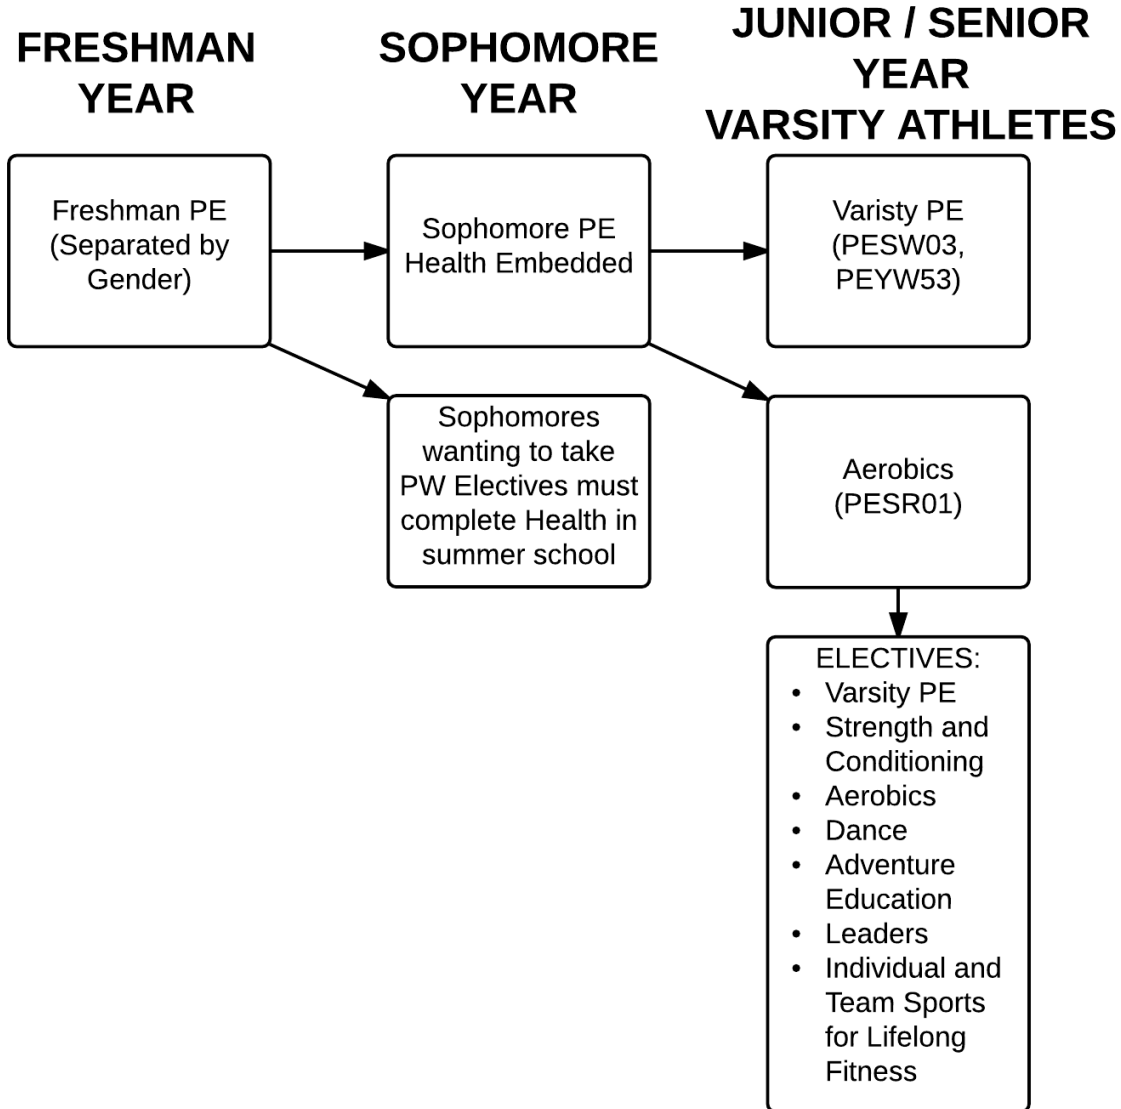 FRESHMAN
YEAR
SOPHOMORE
YEAR
JUNIOR / SENIOR
YEAR
VARSITY ATHLETES
Freshman PE
(Separated by
Gender)
Sophomore PE
Health Embedded
Varisty PE
(PESW03,
PEYW53)
Sophomores
wanting to take
PW Electives must
complete Health in
summer school
Aerobics
(PESR01)
ELECTIVES:
• Varsity PE
• Strength and
Conditioning
• Aerobics
• Dance
• Adventure
Education
• Leaders
• Individual and
Team Sports
for Lifelong
Fitness